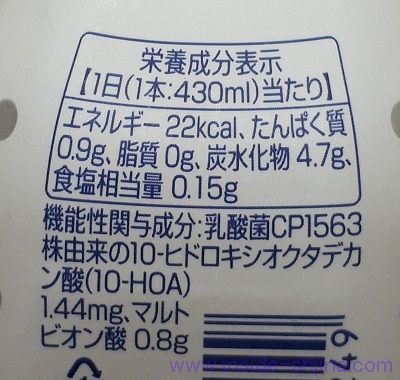 栄養成分表示
【1日(1本:430ml)当たり】
エネルギー 22kcal、たんぱく質
0.9g、脂質 0g、炭水化物 4.7g、
食塩相当量 0.15g
機能性関与成分:乳酸菌CP1563
株由来の10-ヒドロキシオクタデカ
ン酸(10-HOA)
1.44mg、マルト
ビオン酸 0.8g